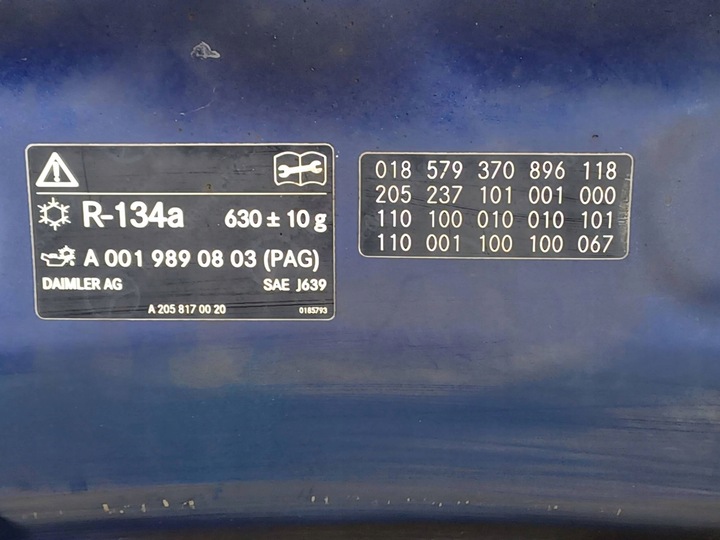 R-134a 630 ± 10 g
A 001 989 08 03 (PAG)
DAIMLER AG SAE J639
A 205 817 00 20 0185793
018 579 370 896 118
205 237 101 001 000
110 100 010 010 101
110 001 100 100 067